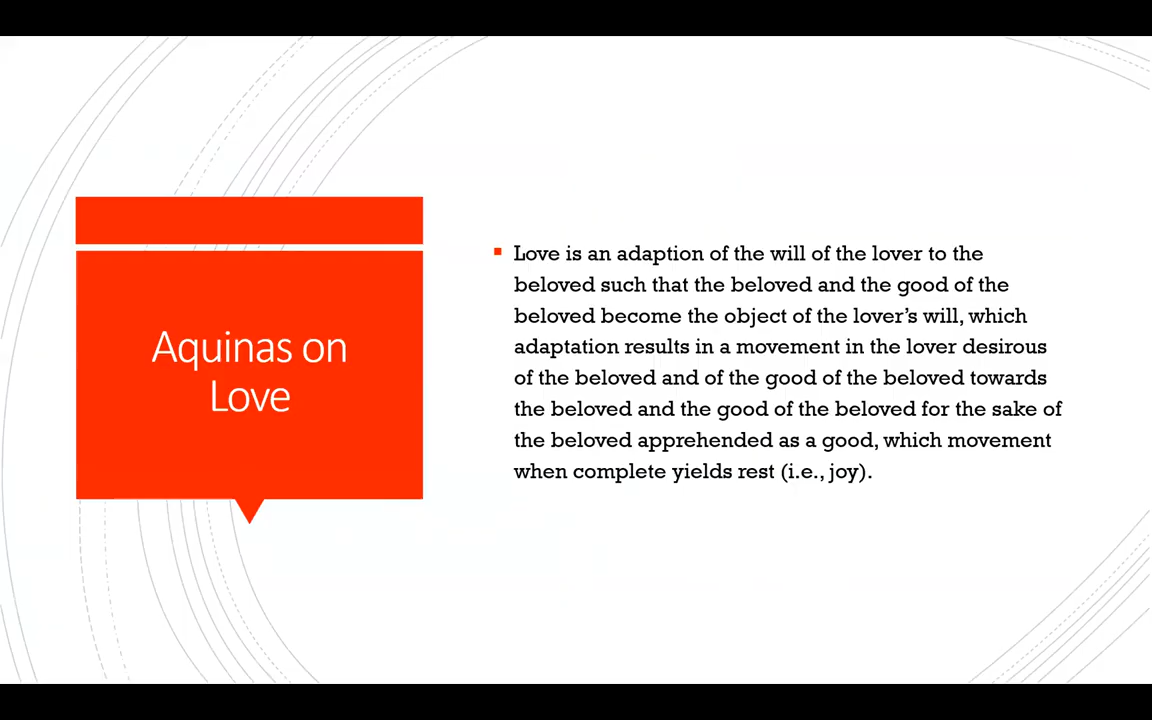 Aquinas on
Love
Love is an adaption of the will of the lover to the
beloved such that the beloved and the good of the
beloved become the object of the lover’s will, which
adaptation results in a movement in the lover desirous
of the beloved and of the good of the beloved towards
the beloved and the good of the beloved for the sake of
the beloved apprehended as a good, which movement
when complete yields rest (i.e., joy).